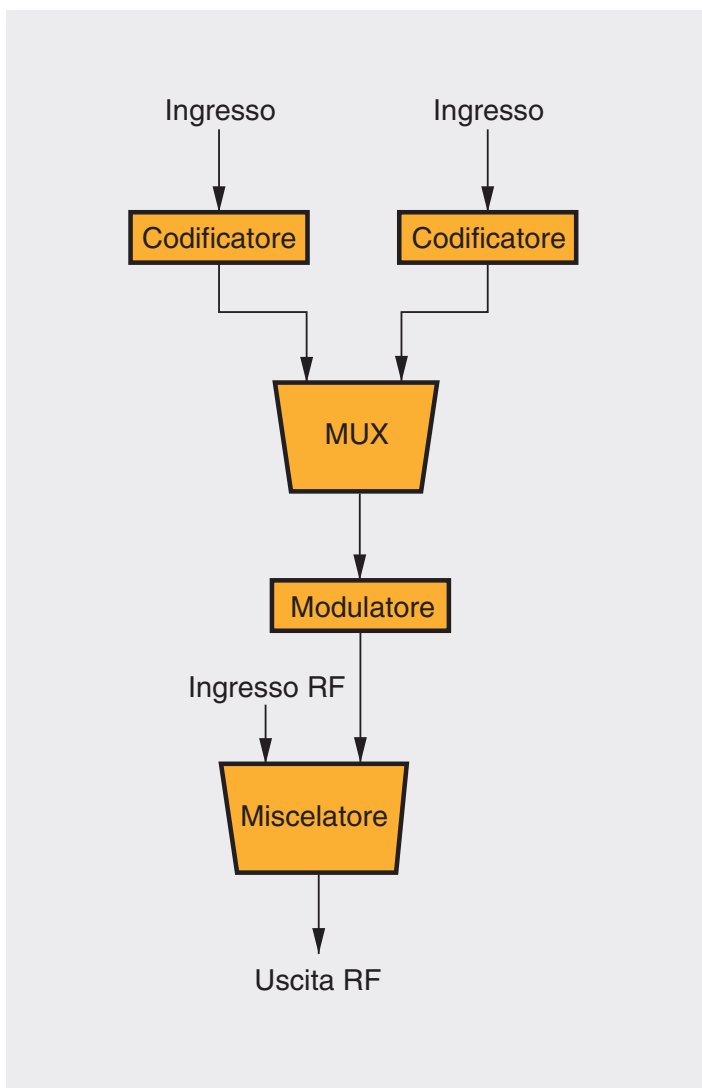 Ingresso
Ingresso
Codificatore
Codificatore
MUX
Modulatore
Ingresso RF
Miscelatore
Uscita RF